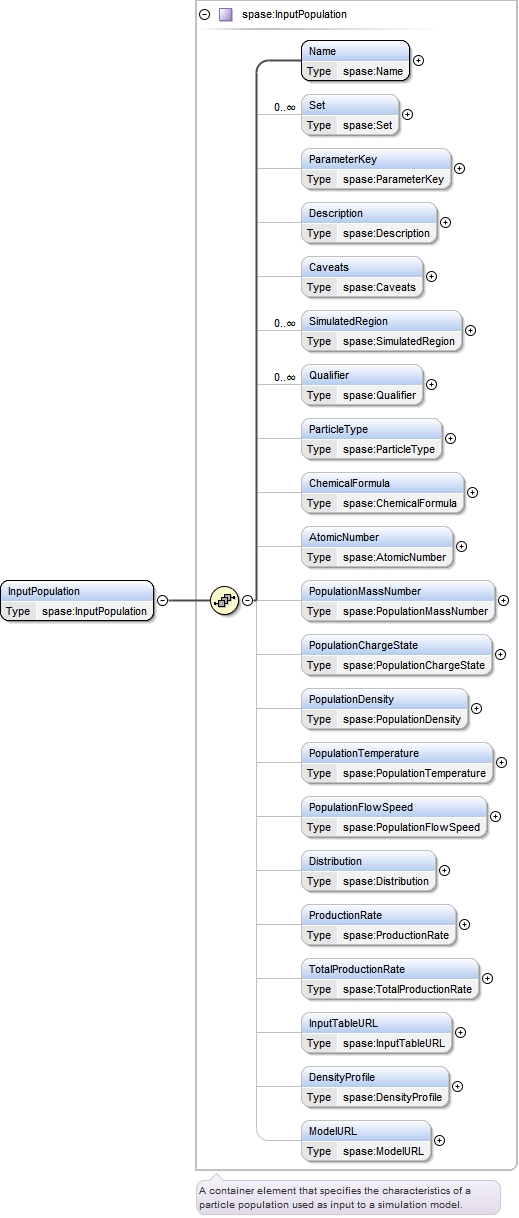 spase:InputPopulation
Name
Type spase:Name
0..∞
Set
Type spase:Set
ParameterKey
Type spase:ParameterKey
Description
Type spase:Description
Caveats
Type spase:Caveats
0..∞
SimulatedRegion
Type spase:SimulatedRegion
0..∞
Qualifier
Type spase:Qualifier
ParticleType
Type spase:ParticleType
ChemicalFormula
Type spase:ChemicalFormula
AtomicNumber
Type spase:AtomicNumber
InputPopulation
Type spase:InputPopulation
PopulationMassNumber
Type spase:PopulationMassNumber
PopulationChargeState
Type spase:PopulationChargeState
PopulationDensity
Type spase:PopulationDensity
PopulationTemperature
Type spase:PopulationTemperature
PopulationFlowSpeed
Type spase:PopulationFlowSpeed
Distribution
Type spase:Distribution
ProductionRate
Type spase:ProductionRate
TotalProductionRate
Type spase:TotalProductionRate
InputTableURL
Type spase:InputTableURL
DensityProfile
Type spase:DensityProfile
ModelURL
Type spase:ModelURL
A container element that specifies the characteristics of a
particle population used as input to a simulation model.